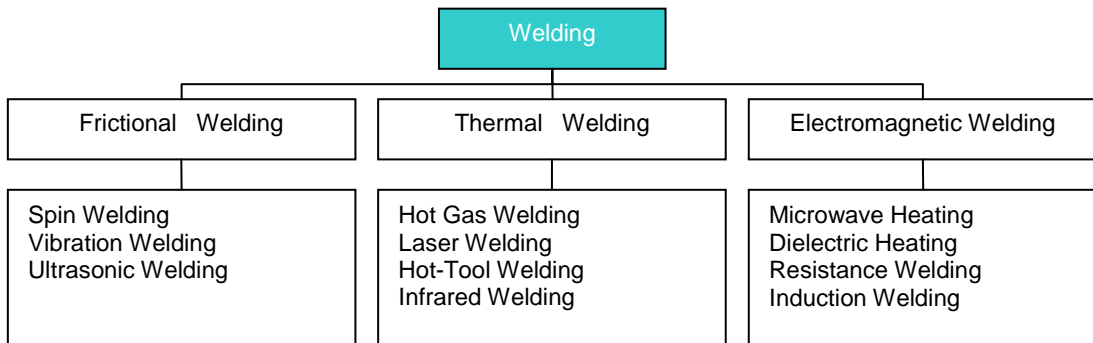 Welding
Frictional Welding
Thermal Welding
Electromagnetic Welding
Spin Welding
Vibration Welding
Ultrasonic Welding
Hot Gas Welding
Laser Welding
Hot-Tool Welding
Infrared Welding
Microwave Heating
Dielectric Heating
Resistance Welding
Induction Welding